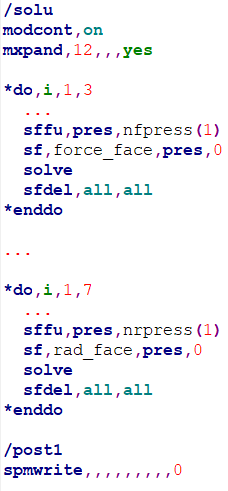 /solu
modcont,on
mxpand,12,,,yes
*do,i,1,3
...
sffu,pres,nfpress(1)
sf,force_face,pres,0
solve
sfdel,all,all
*enddo
...
*do,i,1,7
...
sffu,pres,nrpress(1)
sf,rad_face,pres,0
solve
sfdel,all,all
*enddo
/post1
spmwrite,,,,,,,,,0